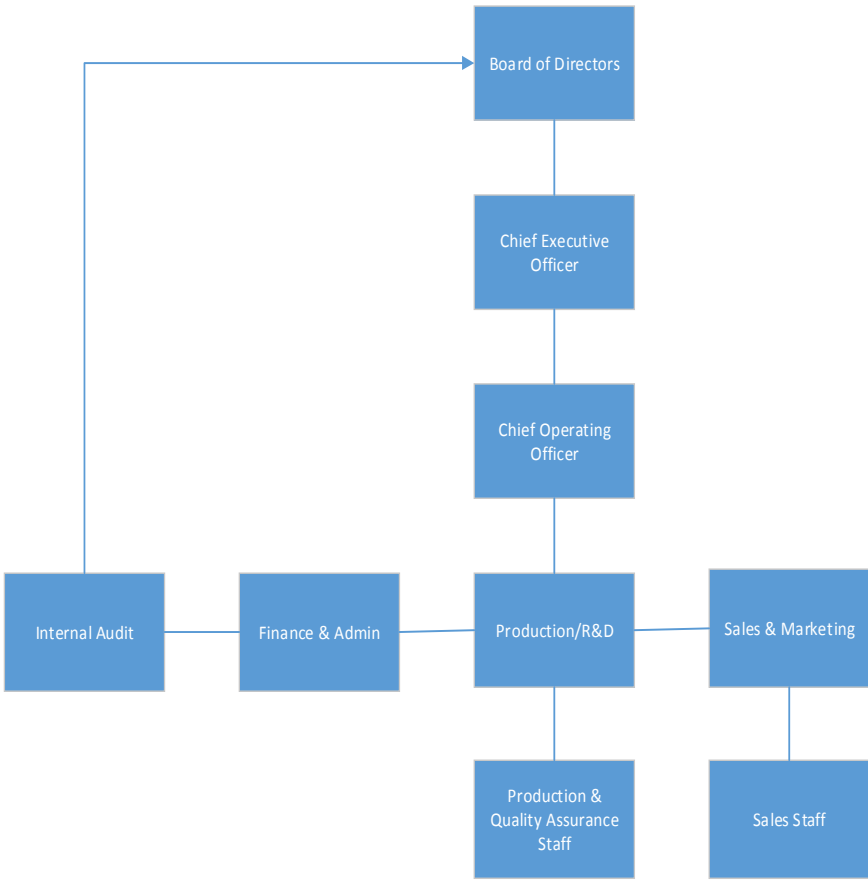 Board of Directors
Chief Executive
Officer
Chief Operating
Officer
Internal Audit
Finance & Admin
Production/R&D
Sales & Marketing
Production &
Quality Assurance
Staff
Sales Staff